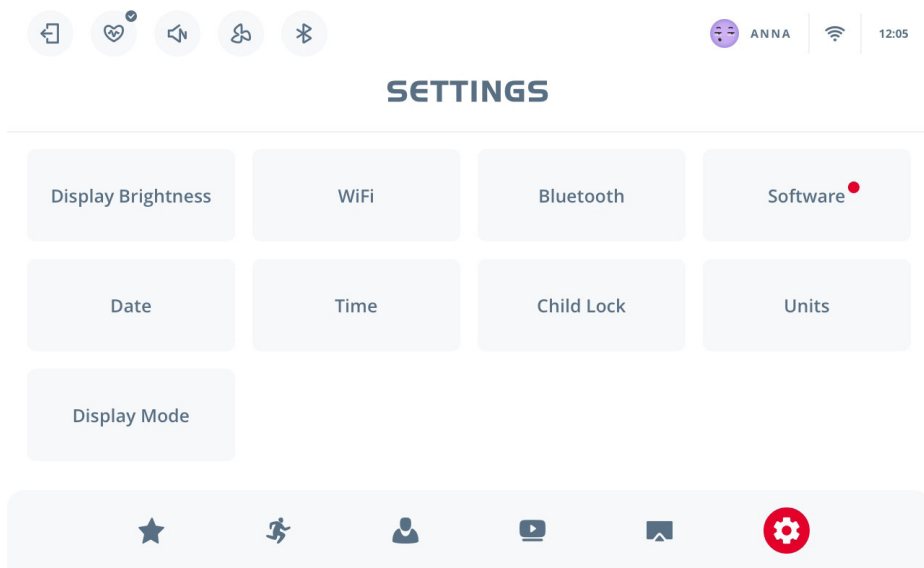 ANNA
12:05
SETTINGS
Display Brightness
WiFi
Bluetooth
Software
Date
Time
Child Lock
Units
Display Mode